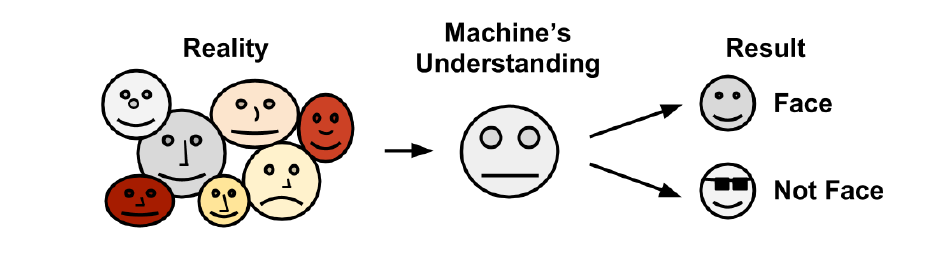 Reality
Machine's
Understanding
Result
Face
Not Face